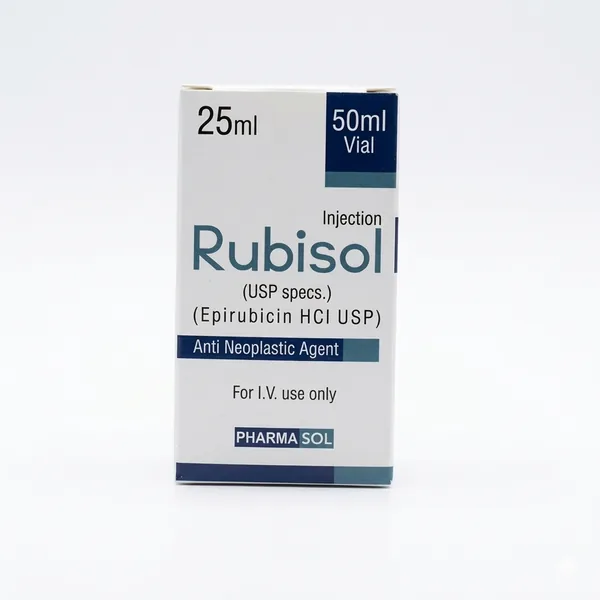 25ml
50ml
Vial
Injection
Rubisol
(USP specs.)
(Epirubicin HCl USP)
Anti Neoplastic Agent
For I.V. use only
PHARMA SOL